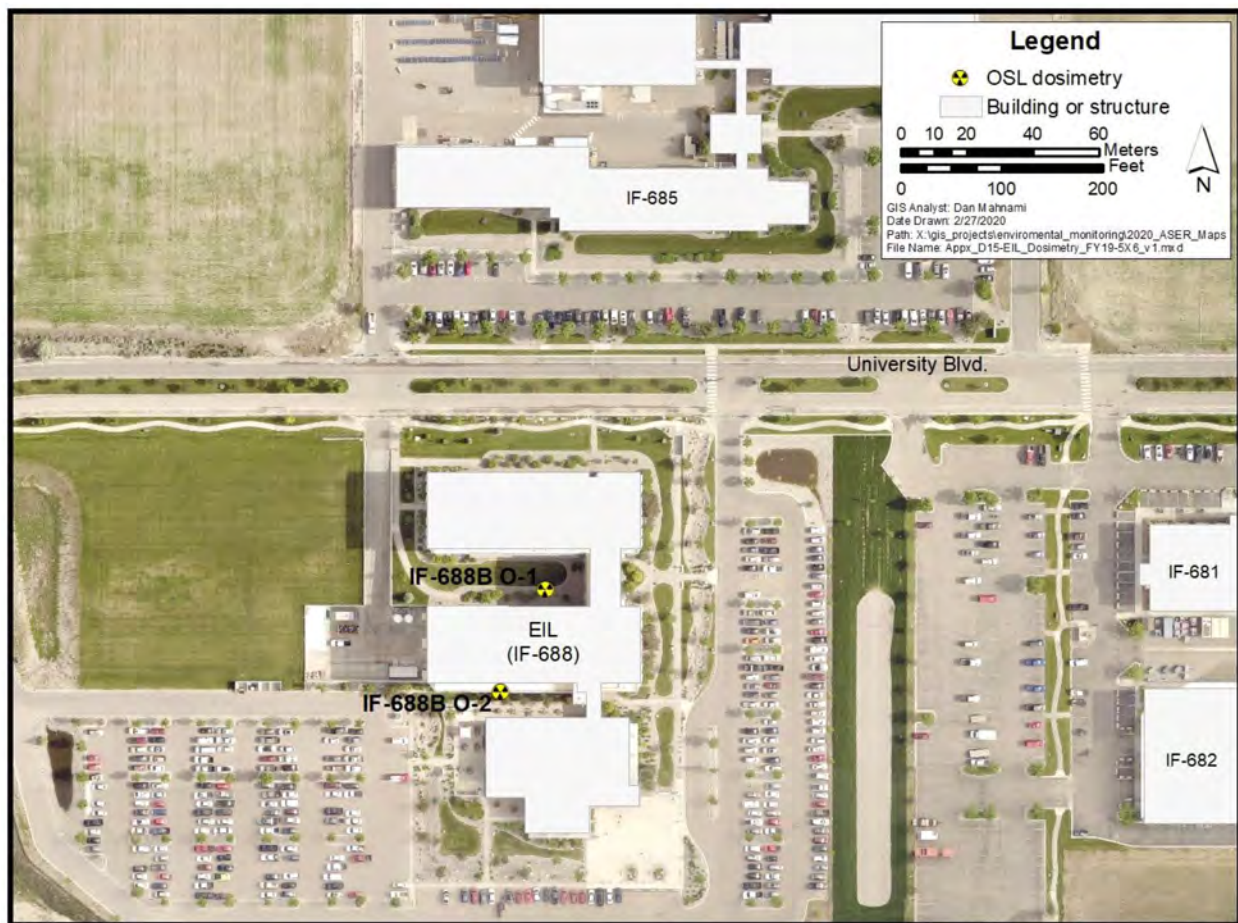 Legend
OSL dosimetry
Building or structure
0 10 20 40 60
Meters
Feet
0 100 200
N
GIS Analyst: Dan Mahnami
Date Drawn: 2/27/2020
Path: X:\gis_projects\enviromental_monitoring\2020_ASER_Maps
File Name: Appx_D15-EIL_Dosimetry_FY19-5X6_v1.mxd
IF-685
University Blvd.
IF-688B O-1
IF-681
EIL
(IF-688)
IF-688B O-2
IF-682